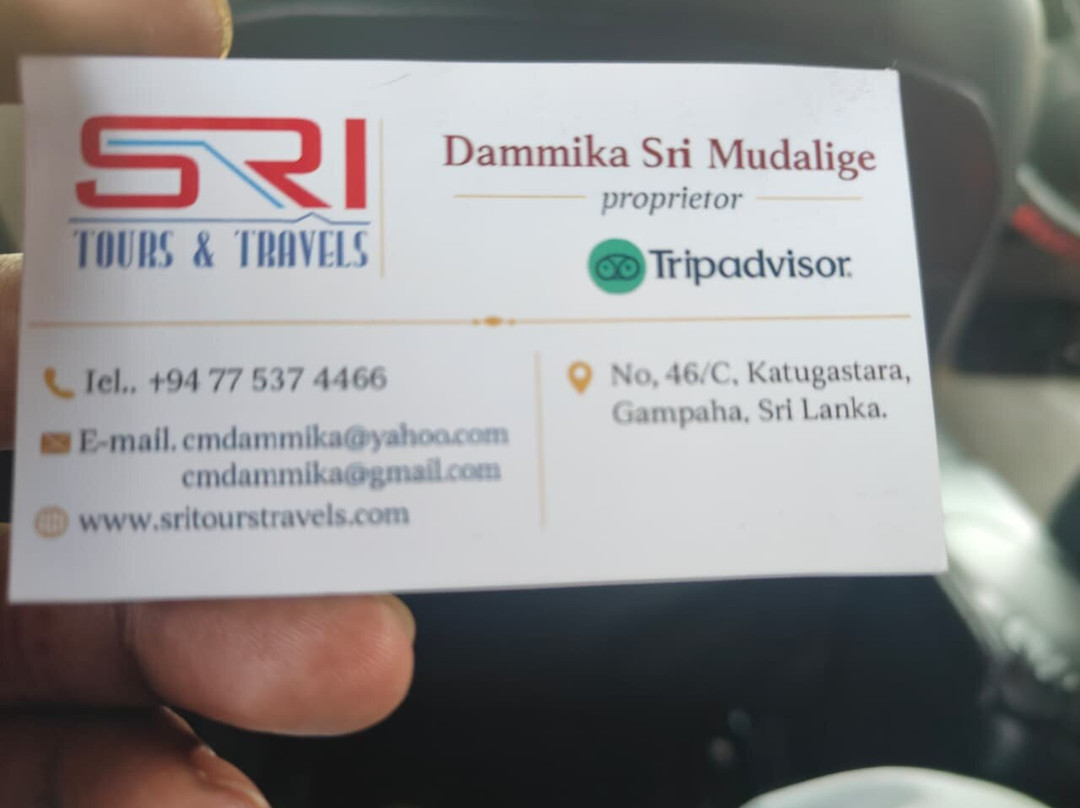 SRI
TOURS & TRAVELS
Dammika Sri Mudalige
proprietor
Tripadvisor
Tel.. +94 77 537 4466
E-mail. cmdammika@yahoo.com
cmdammika@gmail.com
www.sritourstravels.com
No, 46/C, Katugastara,
Gampaha, Sri Lanka.